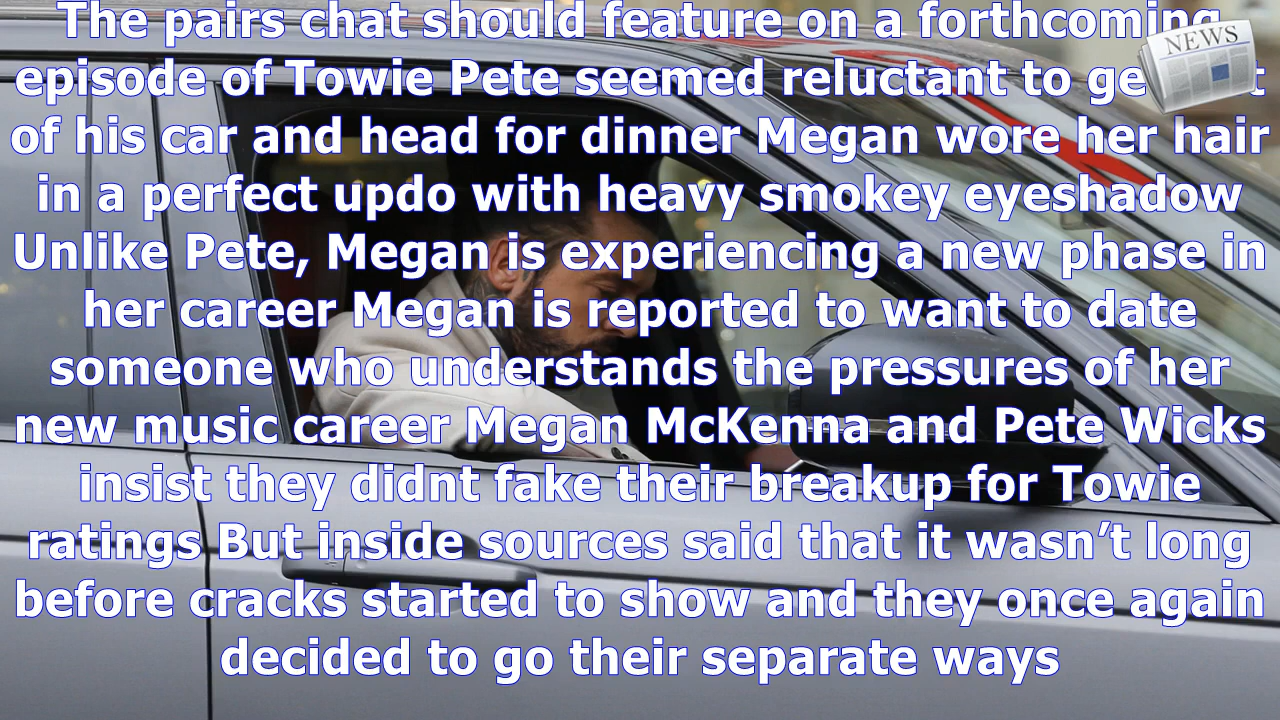 The pairs chat should feature on a forthcoming
episode of Towie Pete seemed reluctant to
of his car and head for dinner Megan wore her hair
in a perfect updo with heavy smokey eyeshadow
Unlike Pete, Megan is experiencing a new phase in
her career Megan is reported to want to date
someone who understands the pressures of her
new music career Megan McKenna and Pete Wicks
insist they didnt fake their breakup for Towie
ratings But inside sources said that it wasn’t long
before cracks started to show and they once again
decided to go their separate ways
NEWS